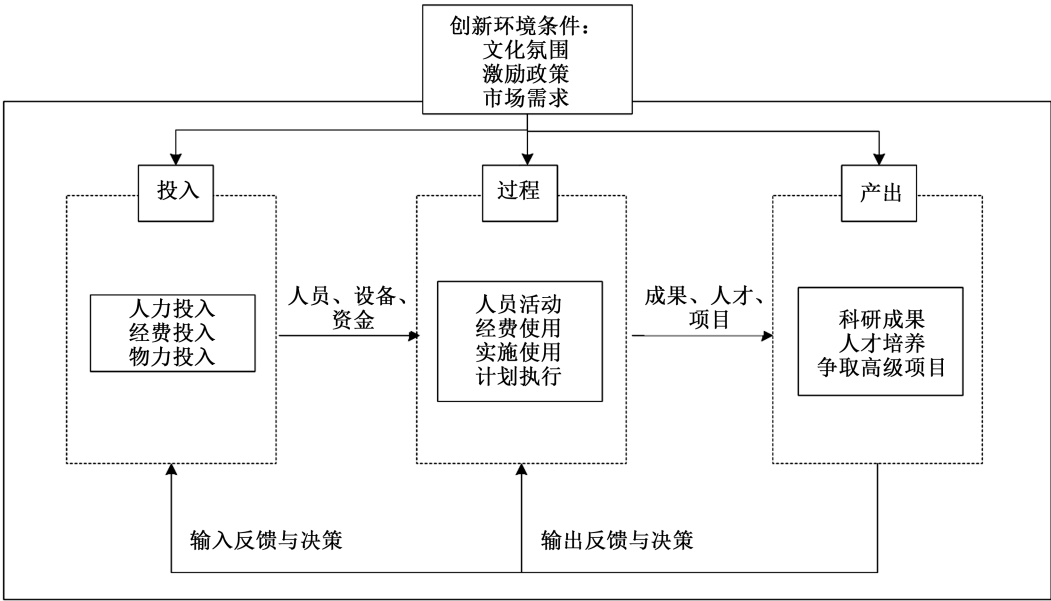 创新环境条件：
文化氛围
激励政策
市场需求
投入
过程
产出
人力投入
经费投入
物力投入
人员、设备、
资金
人员活动
经费使用
实施使用
计划执行
成果、人才、
项目
科研成果
人才培养
争取高级项目
输入反馈与决策
输出反馈与决策